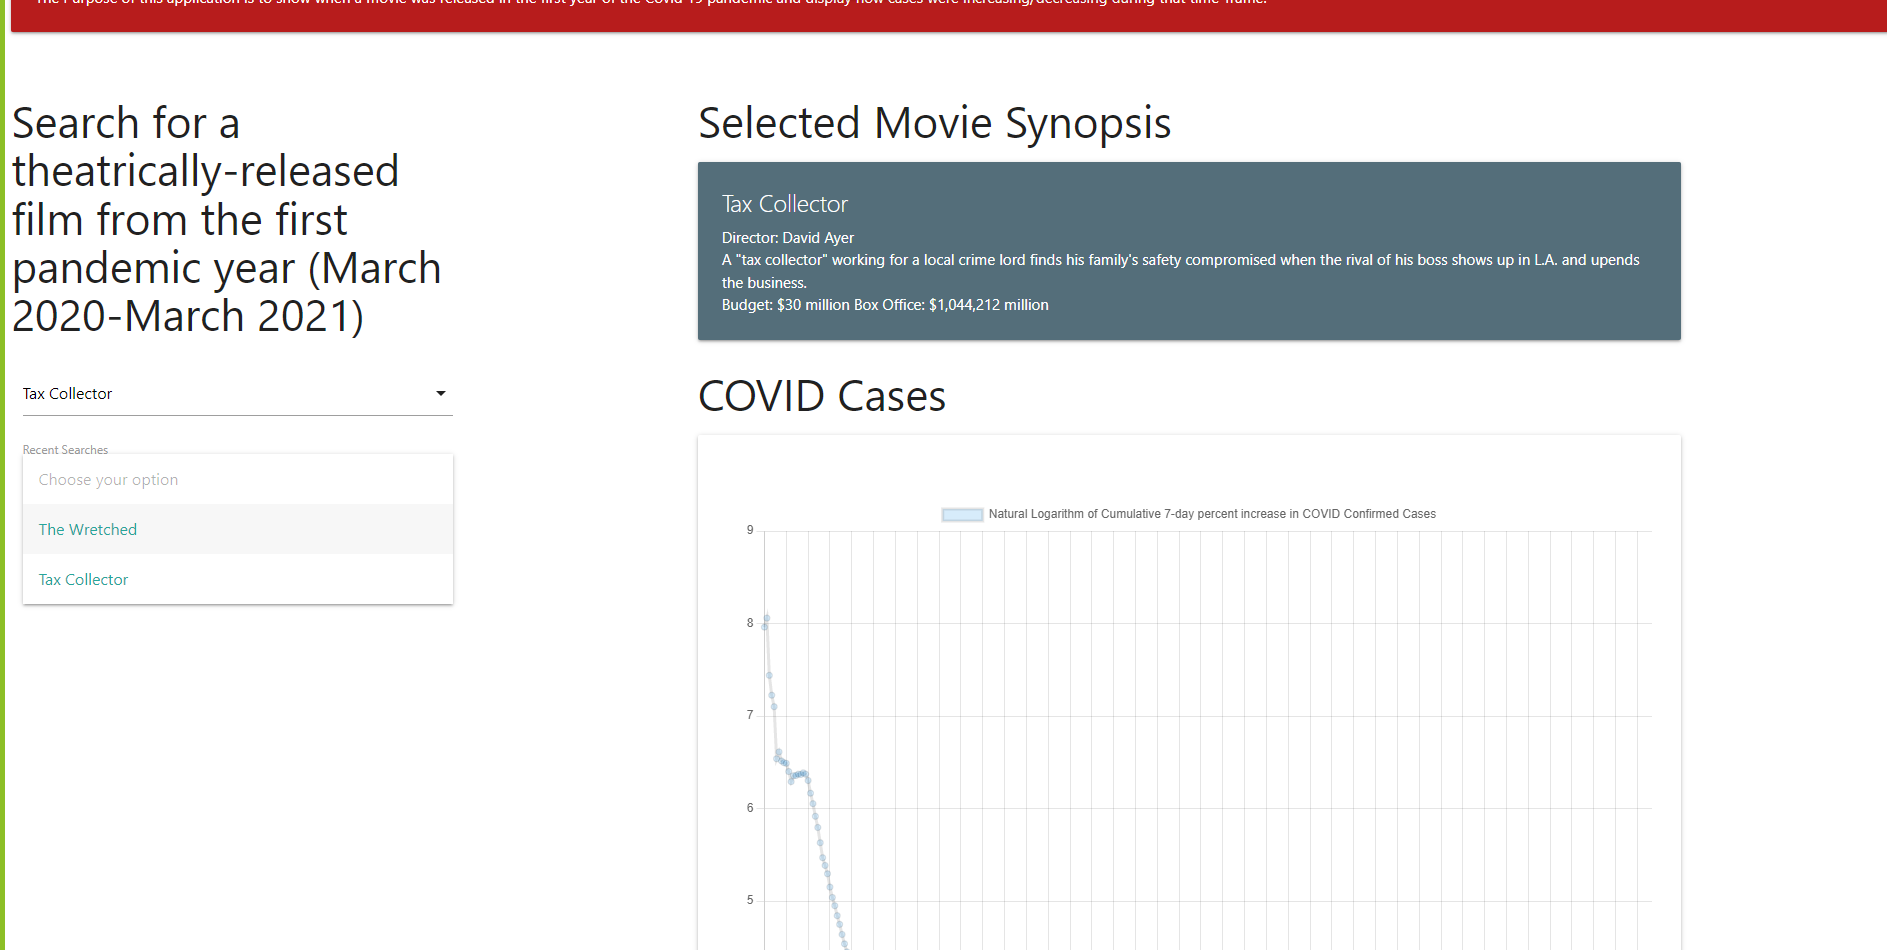 The Purpose of this application is to show when a movie was released in the first year of the Covid-19 pandemic and display how cases were increasing/decreasing during that time frame.
Search for a
theatrically-released
film from the first
pandemic year (March
2020-March 2021)
Tax Collector
Recent Searches
Choose your option
The Wretched
Tax Collector
Selected Movie Synopsis
Tax Collector
Director: David Ayer
A "tax collector" working for a local crime lord finds his family's safety compromised when the rival of his boss shows up in L.A. and upends
the business.
Budget: $30 million Box Office: $1,044,212 million
COVID Cases
Natural Logarithm of Cumulative 7-day percent increase in COVID Confirmed Cases
9
8
7
6
5